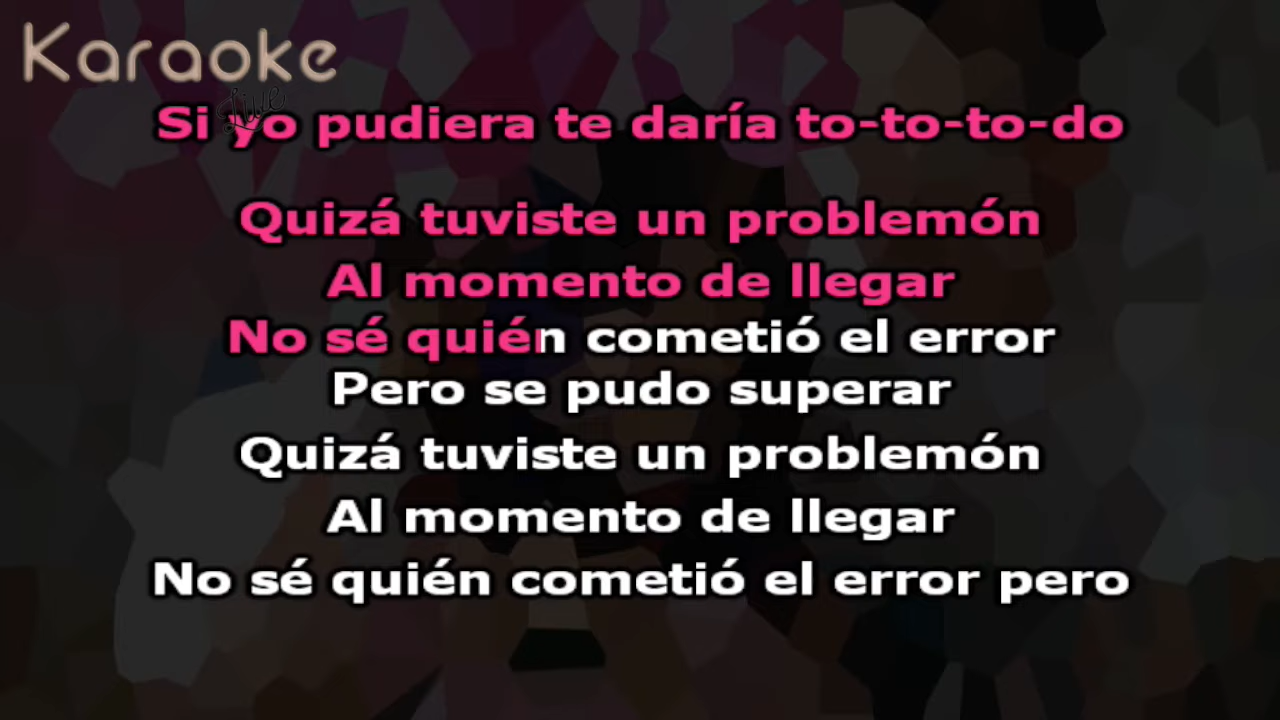 Karaoke
Live
Si yo pudiera te daría to-to-to-do
Quizá tuviste un problemón
Al momento de llegar
No sé quién cometió el error
Pero se pudo superar
Quizá tuviste un problemón
Al momento de llegar
No sé quién cometió el error pero